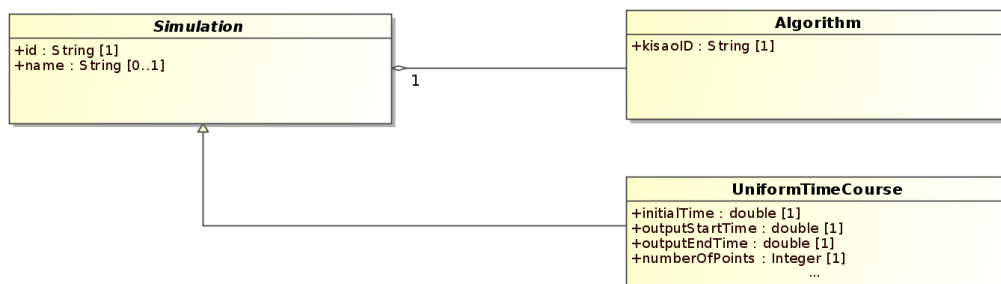 Simulation
+id : String [1]
+name : String [0..1]
1
Algorithm
+kisaoID : String [1]
UniformTimeCourse
+initialTime : double [1]
+outputStartTime : double [1]
+outputEndTime : double [1]
+numberOfPoints : Integer [1]
...